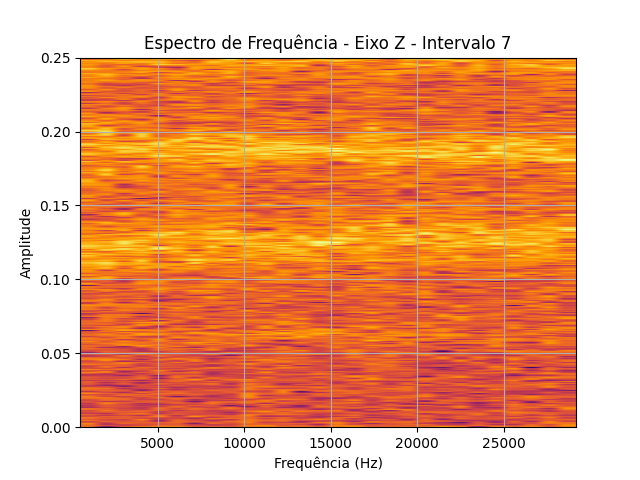 Espectro de Frequência - Eixo Z - Intervalo 7
0.25
0.20
0.15
0.10
0.05
0.00
Amplitude
5000 10000 15000 20000 25000
Frequência (Hz)